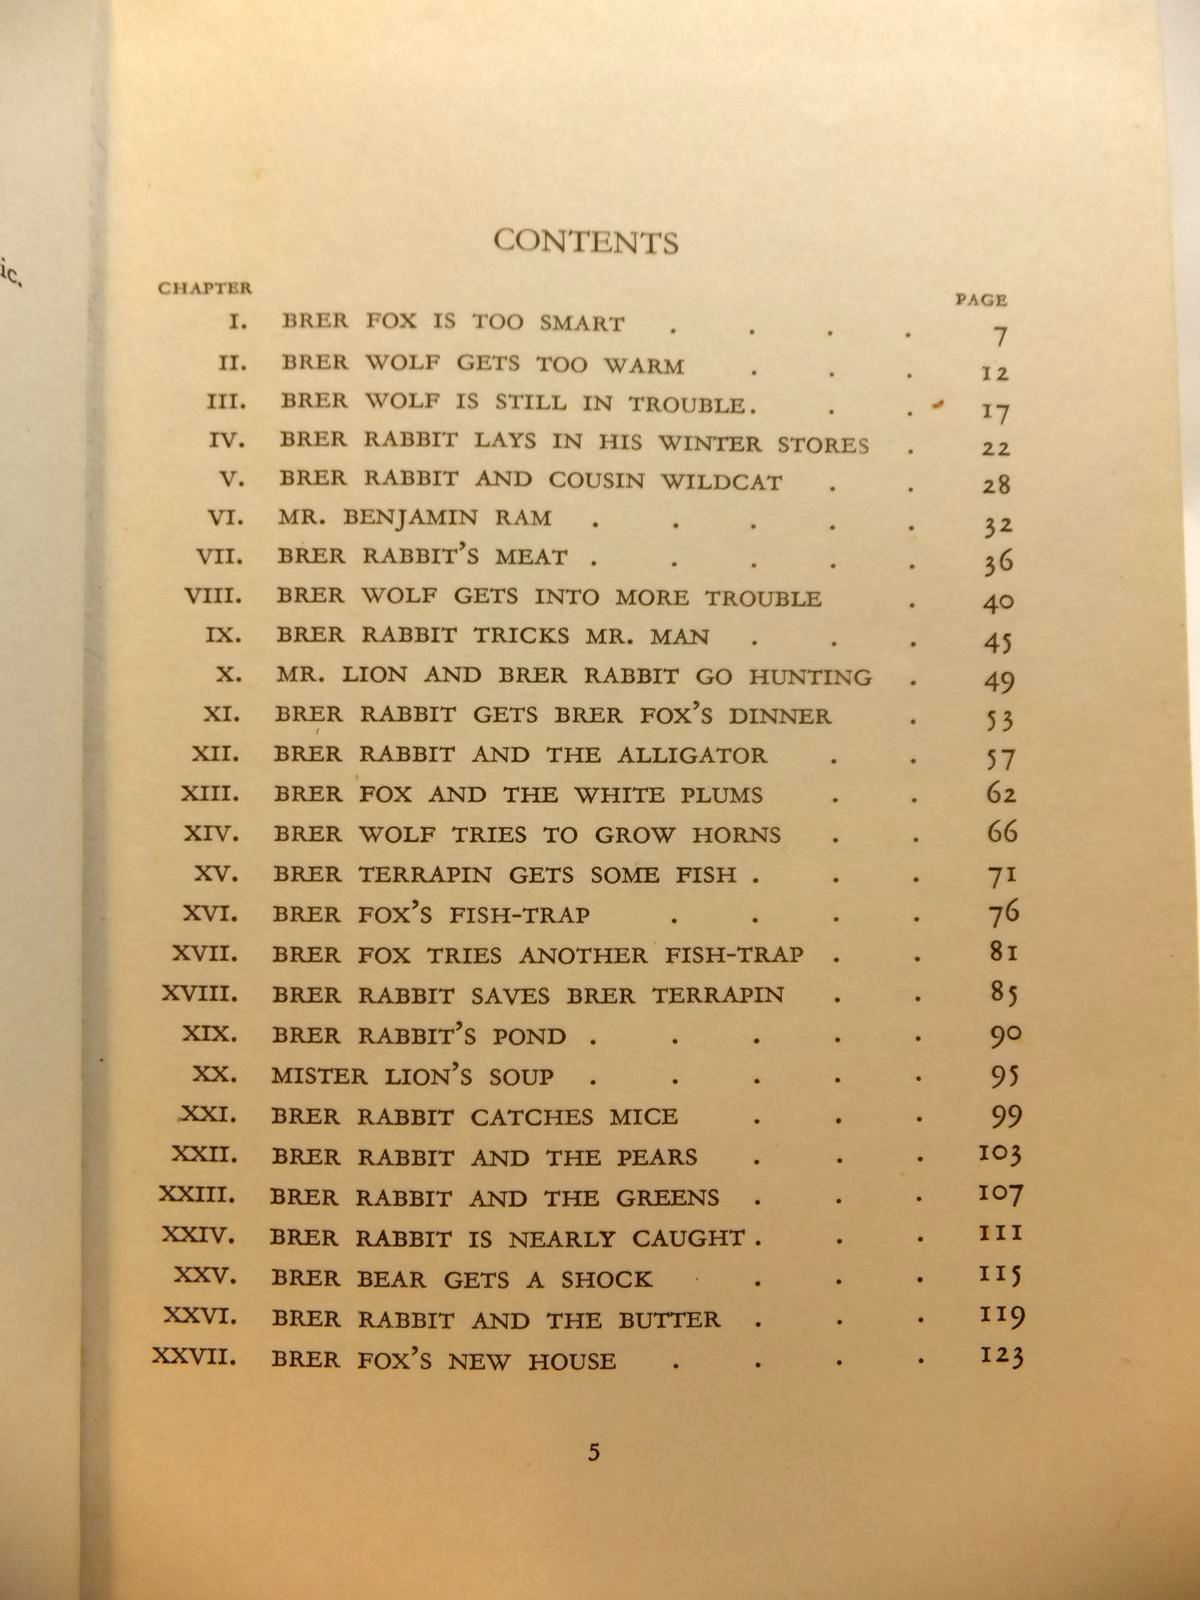 ic.
CONTENTS
CHAPTER PAGE
I. BRER FOX IS TOO SMART . . . . 7
II. BRER WOLF GETS TOO WARM . . . 12
III. BRER WOLF IS STILL IN TROUBLE. . . 17
IV. BRER RABBIT LAYS IN HIS WINTER STORES . 22
V. BRER RABBIT AND COUSIN WILDCAT . . 28
VI. MR. BENJAMIN RAM . . . . . 32
VII. BRER RABBIT'S MEAT . . . . . 36
VIII. BRER WOLF GETS INTO MORE TROUBLE . 40
IX. BRER RABBIT TRICKS MR. MAN . . . 45
X. MR. LION AND BRER RABBIT GO HUNTING . 49
XI. BRER RABBIT GETS BRER FOX'S DINNER . 53
XII. BRER RABBIT AND THE ALLIGATOR . . 57
XIII. BRER FOX AND THE WHITE PLUMS . . 62
XIV. BRER WOLF TRIES TO GROW HORNS . . 66
XV. BRER TERRAPIN GETS SOME FISH . . . 71
XVI. BRER FOX'S FISH-TRAP . . . . 76
XVII. BRER FOX TRIES ANOTHER FISH-TRAP . . 81
XVIII. BRER RABBIT SAVES BRER TERRAPIN . . 85
XIX. BRER RABBIT'S POND . . . . . 90
XX. MISTER LION'S SOUP . . . . . 95
XXI. BRER RABBIT CATCHES MICE . . . 99
XXII. BRER RABBIT AND THE PEARS . . . 103
XXIII. BRER RABBIT AND THE GREENS . . . 107
XXIV. BRER RABBIT IS NEARLY CAUGHT . . . 111
XXV. BRER BEAR GETS A SHOCK . . . 115
XXVI. BRER RABBIT AND THE BUTTER . . . 119
XXVII. BRER FOX'S NEW HOUSE . . . . 123
5